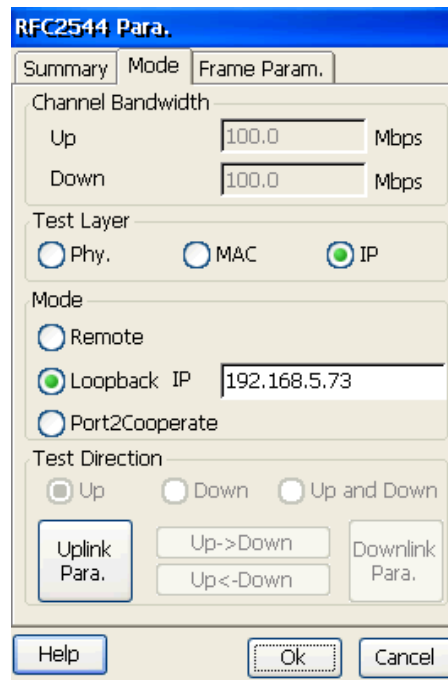 RFC2544 Para.
Summary Mode Frame Param.
Channel Bandwidth
Up 100.0 Mbps
Down 100.0 Mbps
Test Layer
Phy. MAC IP
Mode
Remote
Loopback IP 192.168.5.73
Port2Cooperate
Test Direction
Up Down Up and Down
Uplink Para.
Up->Down
Up<-Down
Downlink Para.
Help Ok Cancel